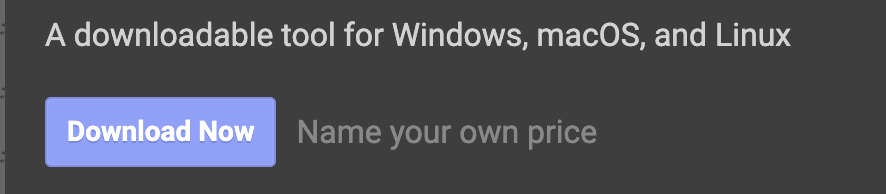 A downloadable tool for Windows, macOS, and Linux
Download Now Name your own price